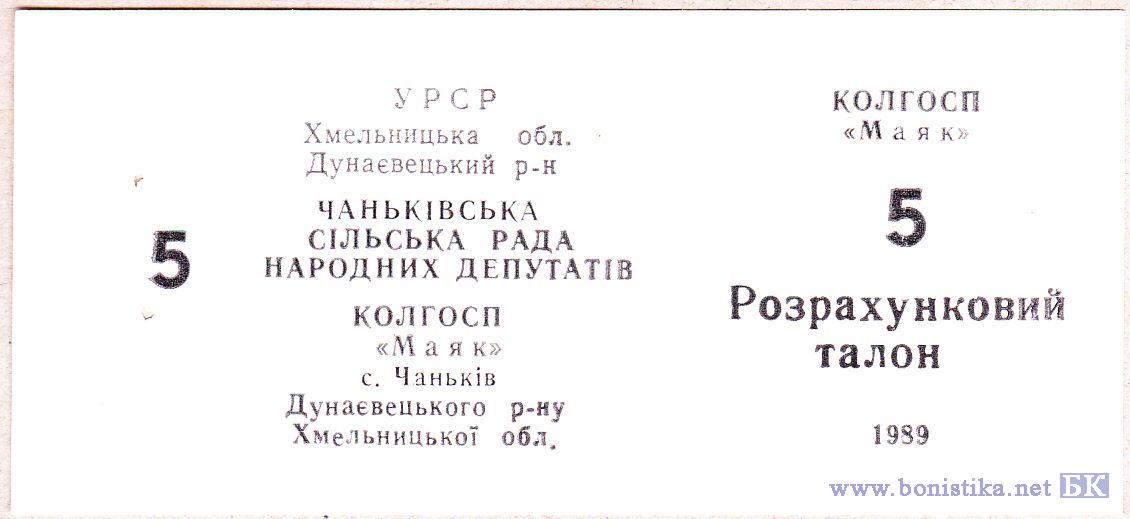 УРСР
Хмельницька обл.
Дунаєвецький р-н
ЧАНЬКІВСЬКА
СІЛЬСЬКА РАДА
НАРОДНИХ ДЕПУТАТІВ
5
КОЛГОСП
«Маяк»
с. Чаньків
Дунаєвецького р-ну
Хмельницької обл.
КОЛГОСП
«Маяк»
5
Розрахунковий
талон
1989
www.bonistika.net БК